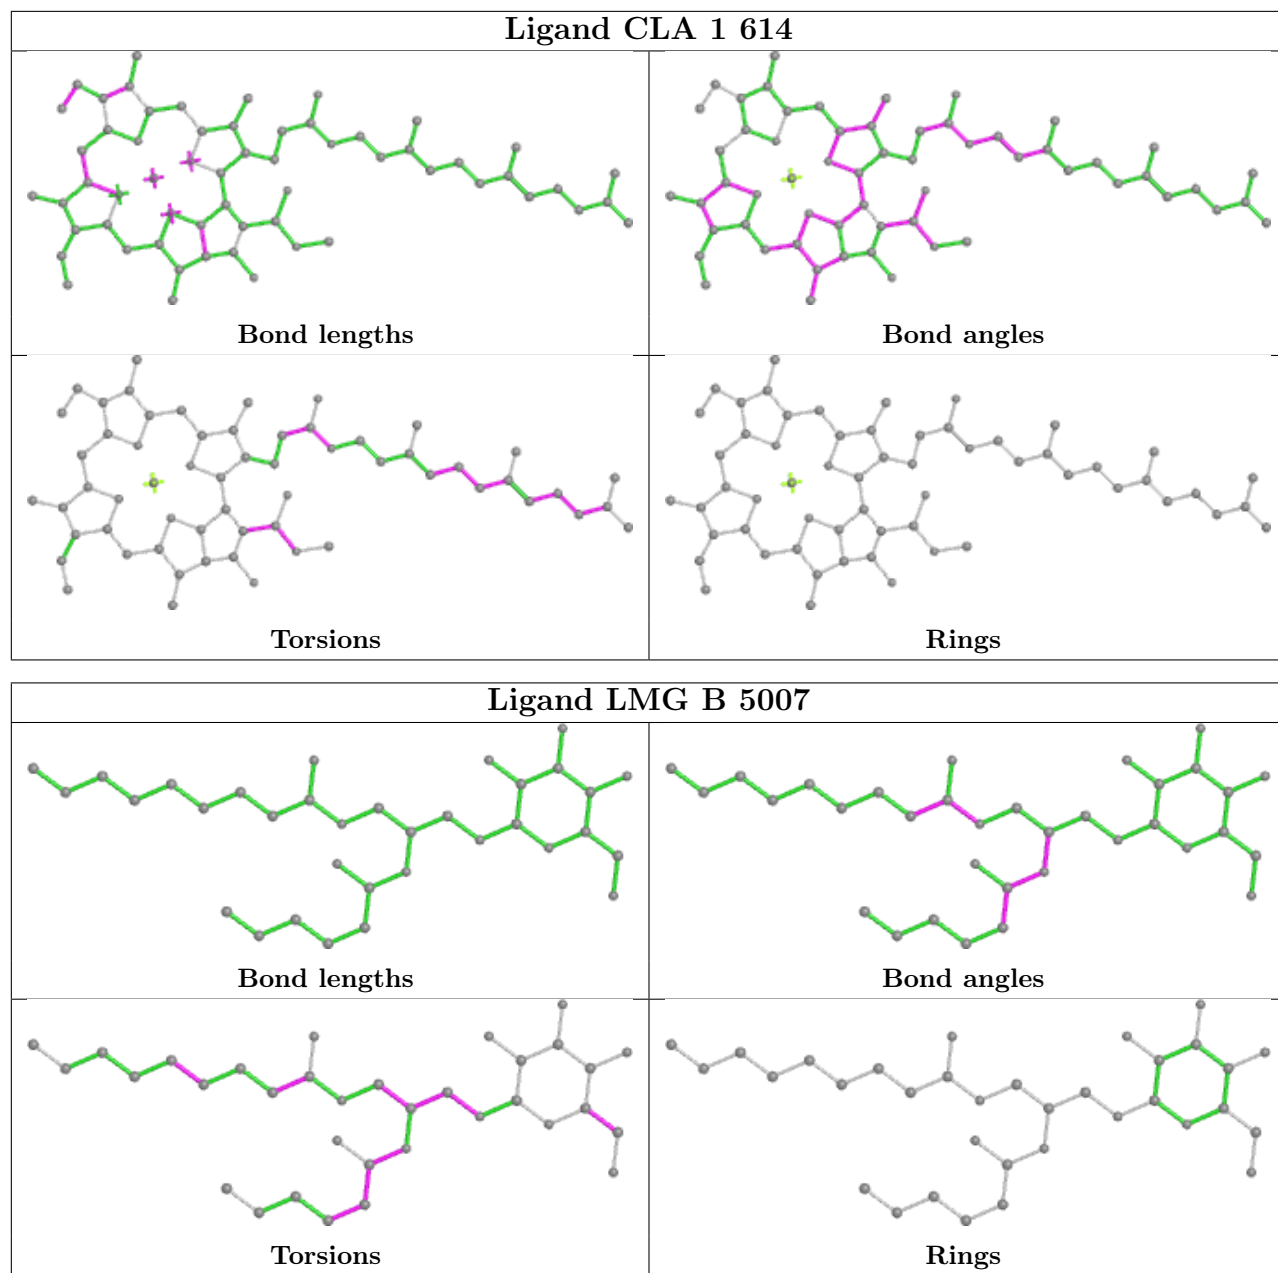 Ligand CLA 1 614
Bond lengths
Bond angles
Torsions
Rings
Ligand LMG B 5007
Bond lengths
Bond angles
Torsions
Rings